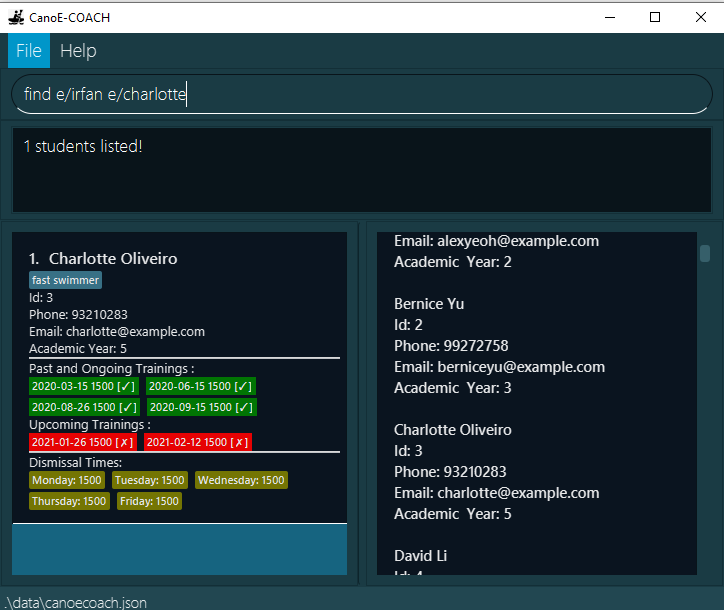 CanoE-COACH
File Help
find e/irfan e/charlotte
1 students listed!
1. Charlotte Oliveiro
fast swimmer
Id: 3
Phone: 93210283
Email: charlotte@example.com
Academic Year: 5
Past and Ongoing Trainings :
2020-03-15 1500 [✓] 2020-06-15 1500 [✓]
2020-08-26 1500 [✓] 2020-09-15 1500 [✓]
Upcoming Trainings :
2021-01-26 1500 [✗] 2021-02-12 1500 [✗]
Dismissal Times:
Monday: 1500 Tuesday: 1500 Wednesday: 1500
Thursday: 1500 Friday: 1500
Email: alexyeoh@example.com
Academic Year: 2
Bernice Yu
Id: 2
Phone: 99272758
Email: berniceyu@example.com
Academic Year: 3
Charlotte Oliveiro
Id: 3
Phone: 93210283
Email: charlotte@example.com
Academic Year: 5
David Li
Id: 4
.\data\canoecoach.json